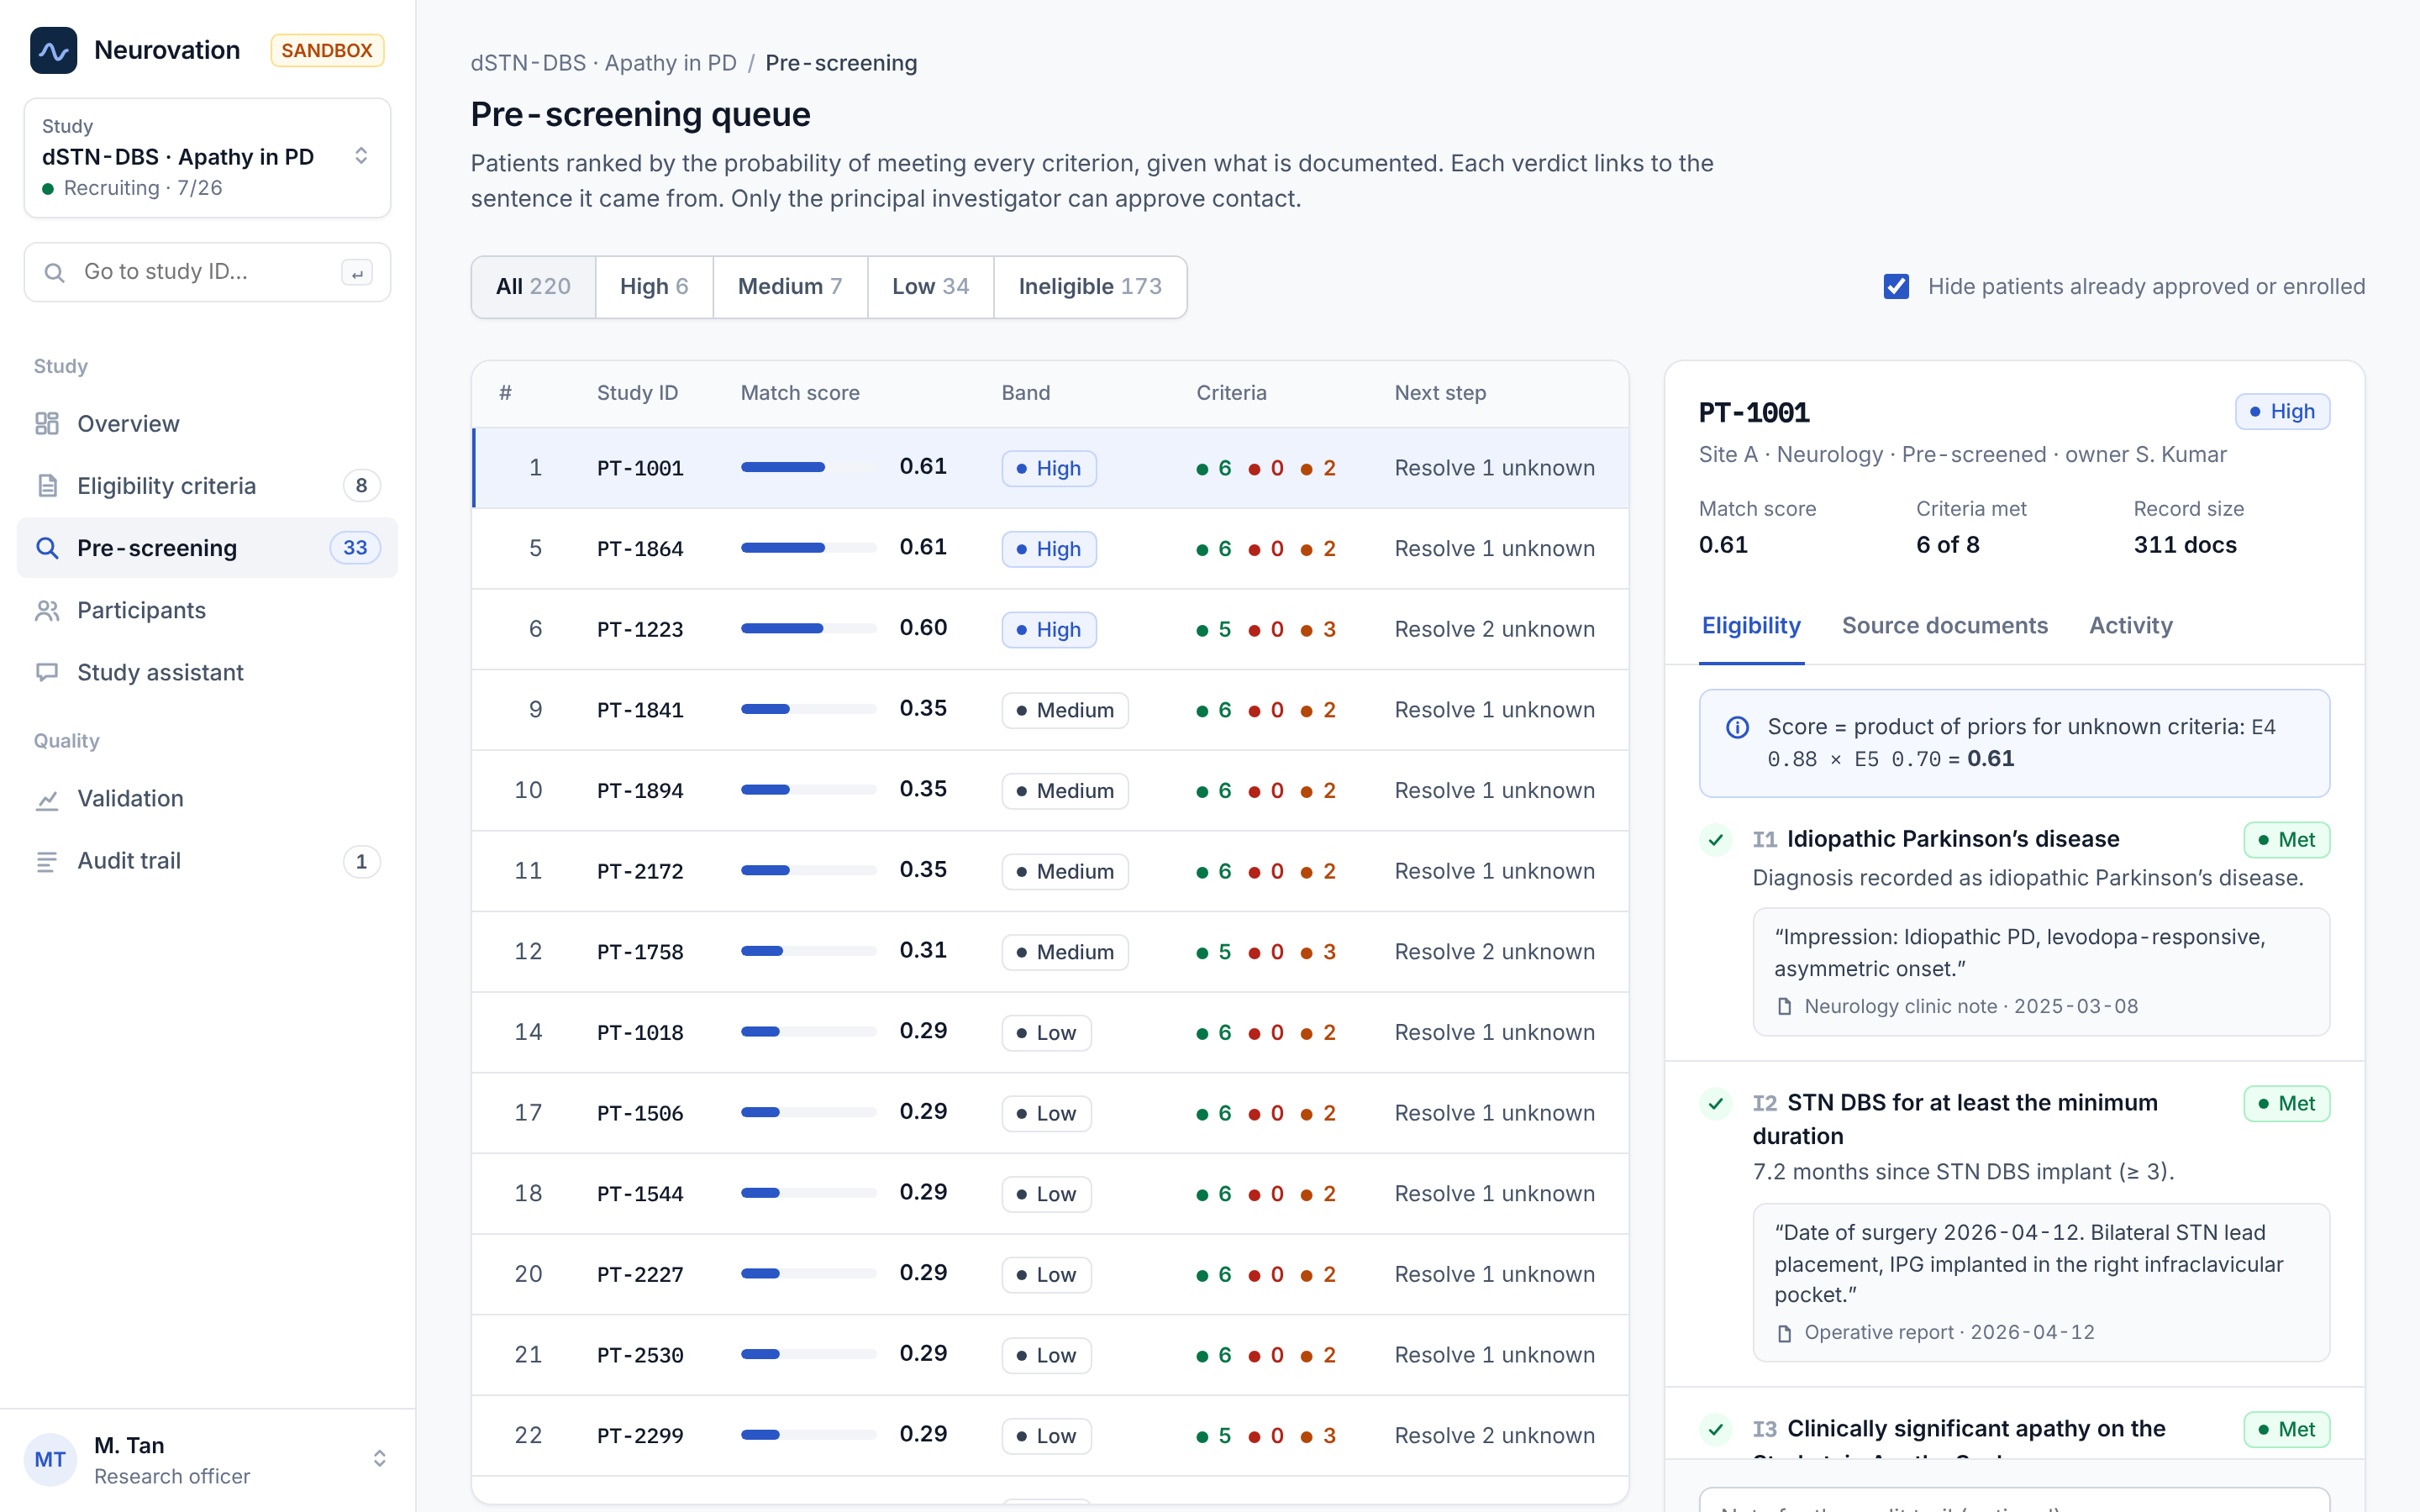 Neurovation SANDBOX
Study
dSTN-DBS · Apathy in PD
Recruiting · 7/26
Go to study ID...
Study
Overview
Eligibility criteria 8
Pre-screening 33
Participants
Study assistant
Quality
Validation
Audit trail 1
MT M. Tan
Research officer
dSTN-DBS · Apathy in PD / Pre-screening
Pre-screening queue
Patients ranked by the probability of meeting every criterion, given what is documented. Each verdict links to the
sentence it came from. Only the principal investigator can approve contact.
All 220 High 6 Medium 7 Low 34 Ineligible 173
Hide patients already approved or enrolled
# Study ID Match score Band Criteria Next step
1 PT-1001 0.61 High 6 0 2 Resolve 1 unknown
5 PT-1864 0.61 High 6 0 2 Resolve 1 unknown
6 PT-1223 0.60 High 5 0 3 Resolve 2 unknown
9 PT-1841 0.35 Medium 6 0 2 Resolve 1 unknown
10 PT-1894 0.35 Medium 6 0 2 Resolve 1 unknown
11 PT-2172 0.35 Medium 6 0 2 Resolve 1 unknown
12 PT-1758 0.31 Medium 5 0 3 Resolve 2 unknown
14 PT-1018 0.29 Low 6 0 2 Resolve 1 unknown
17 PT-1506 0.29 Low 6 0 2 Resolve 1 unknown
18 PT-1544 0.29 Low 6 0 2 Resolve 1 unknown
20 PT-2227 0.29 Low 6 0 2 Resolve 1 unknown
21 PT-2530 0.29 Low 6 0 2 Resolve 1 unknown
22 PT-2299 0.29 Low 5 0 3 Resolve 2 unknown
PT-1001 High
Site A · Neurology · Pre-screened · owner S. Kumar
Match score Criteria met Record size
0.61 6 of 8 311 docs
Eligibility Source documents Activity
Score = product of priors for unknown criteria: E4
0.88 × E5 0.70 = 0.61
I1 Idiopathic Parkinson’s disease Met
Diagnosis recorded as idiopathic Parkinson’s disease.
“Impression: Idiopathic PD, levodopa-responsive,
asymmetric onset.”
Neurology clinic note · 2025-03-08
I2 STN DBS for at least the minimum Met
duration
7.2 months since STN DBS implant (≥ 3).
“Date of surgery 2026-04-12. Bilateral STN lead
placement, IPG implanted in the right infraclavicular
pocket.”
Operative report · 2026-04-12
I3 Clinically significant apathy on the Met